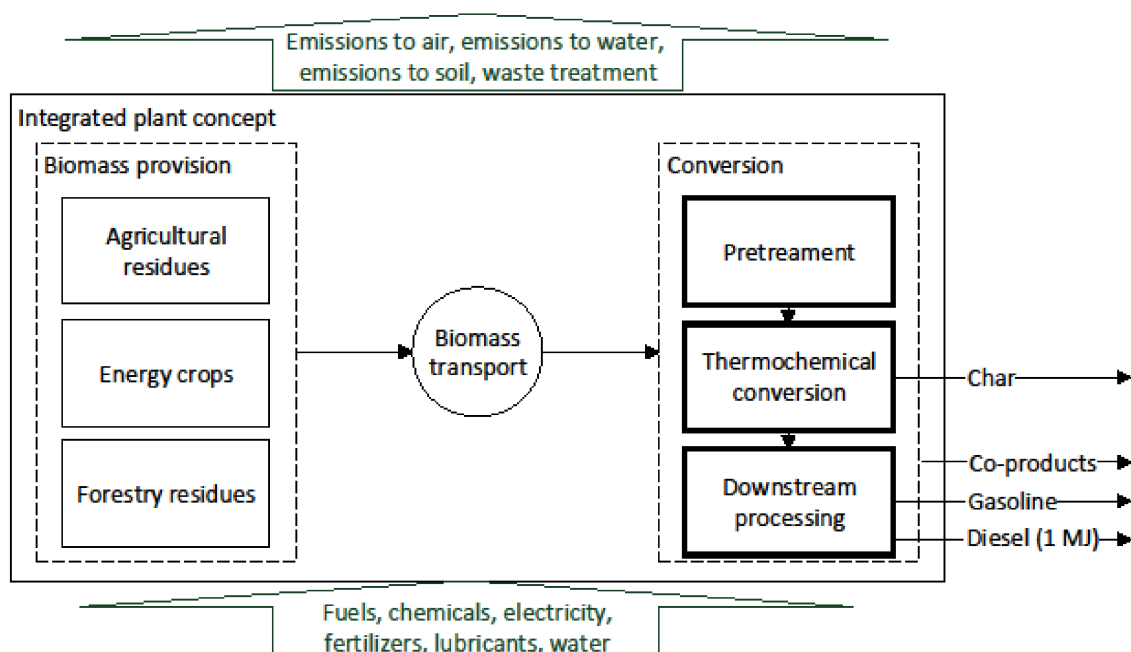 Emissions to air, emissions to water,
emissions to soil, waste treatment
Integrated plant concept
Biomass provision
Agricultural
residues
Energy crops
Forestry residues
Biomass
transport
Conversion
Pretreament
Thermochemical
conversion
Downstream
processing
Char
Co-products
Gasoline
Diesel (1 MJ)
Fuels, chemicals, electricity,
fertilizers, lubricants, water